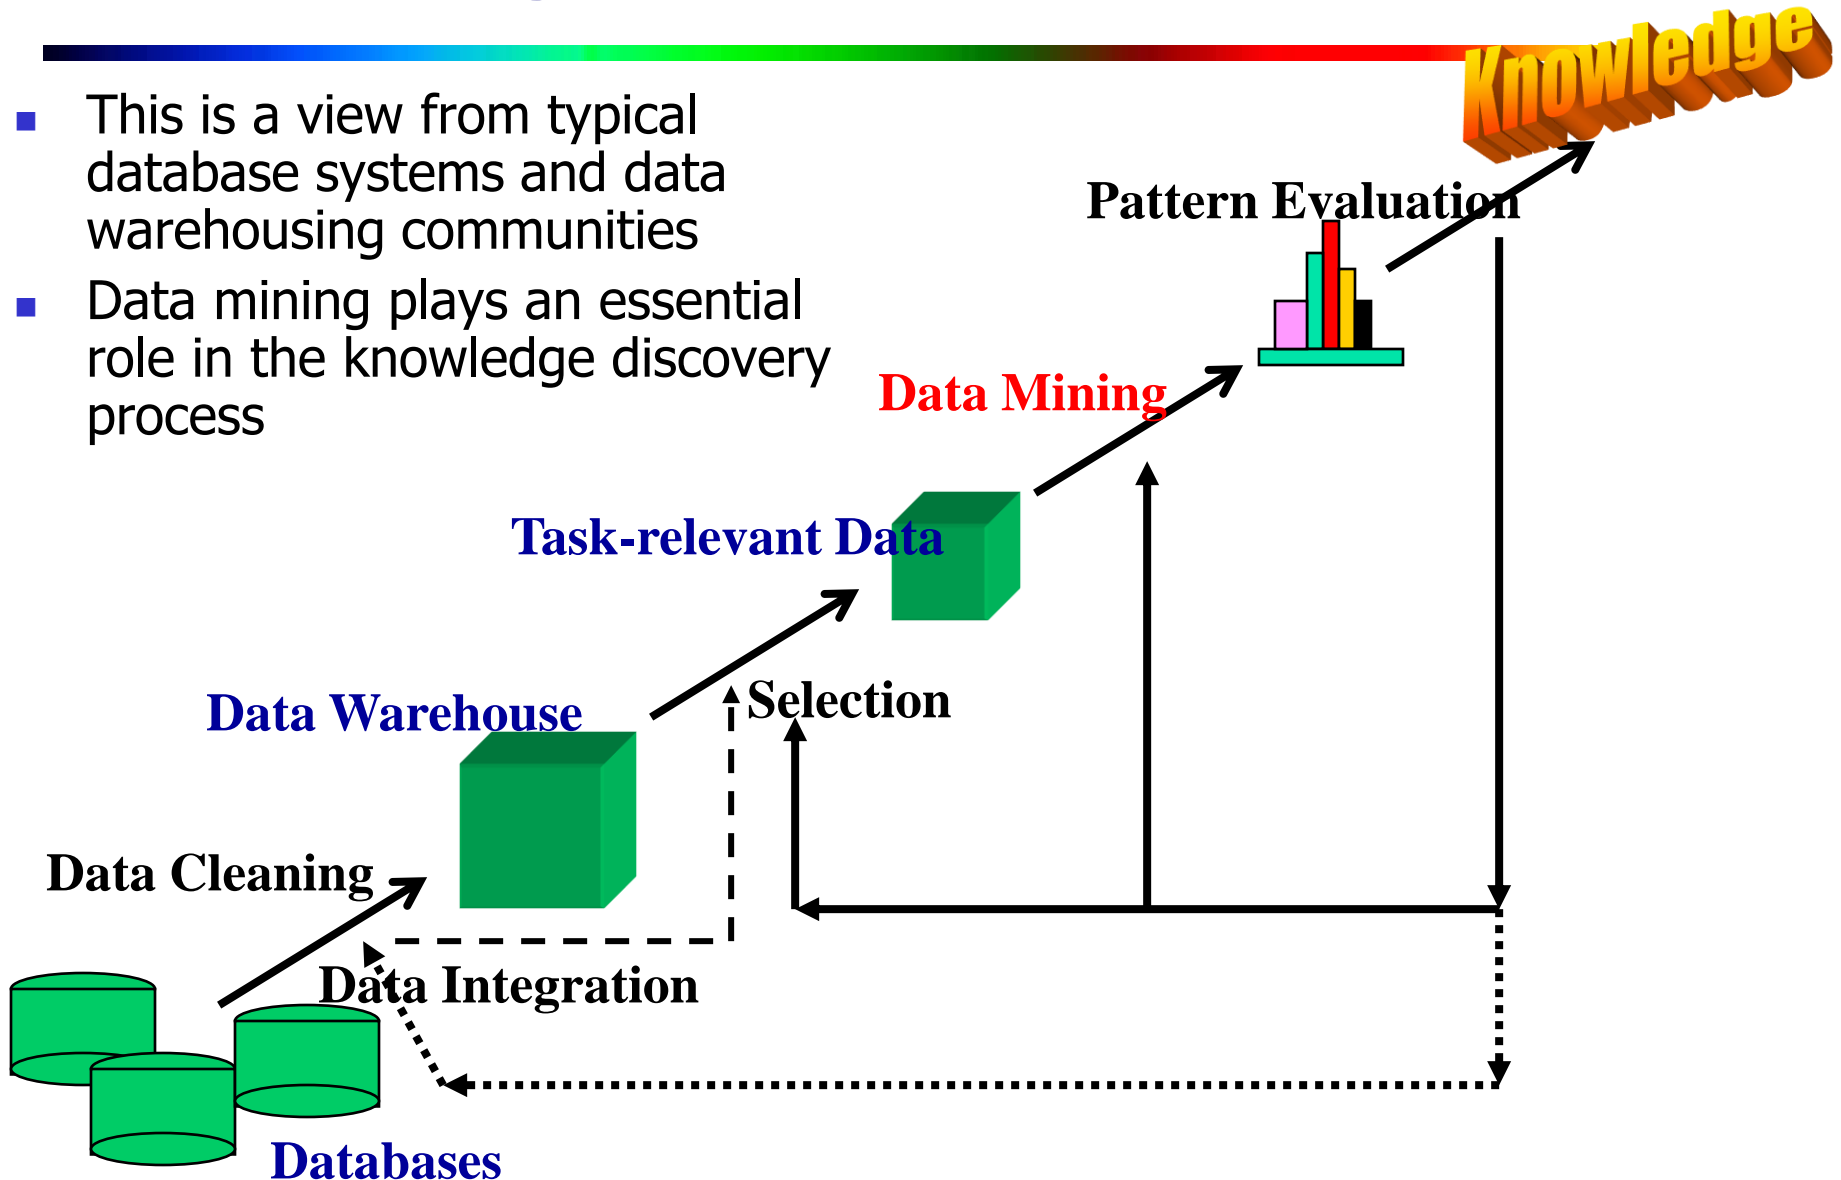 Knowledge
This is a view from typical
database systems and data
warehousing communities
Data mining plays an essential
role in the knowledge discovery
process
Pattern Evaluation
Data Mining
Task-relevant Data
Selection
Data Warehouse
Data Cleaning
Data Integration
Databases